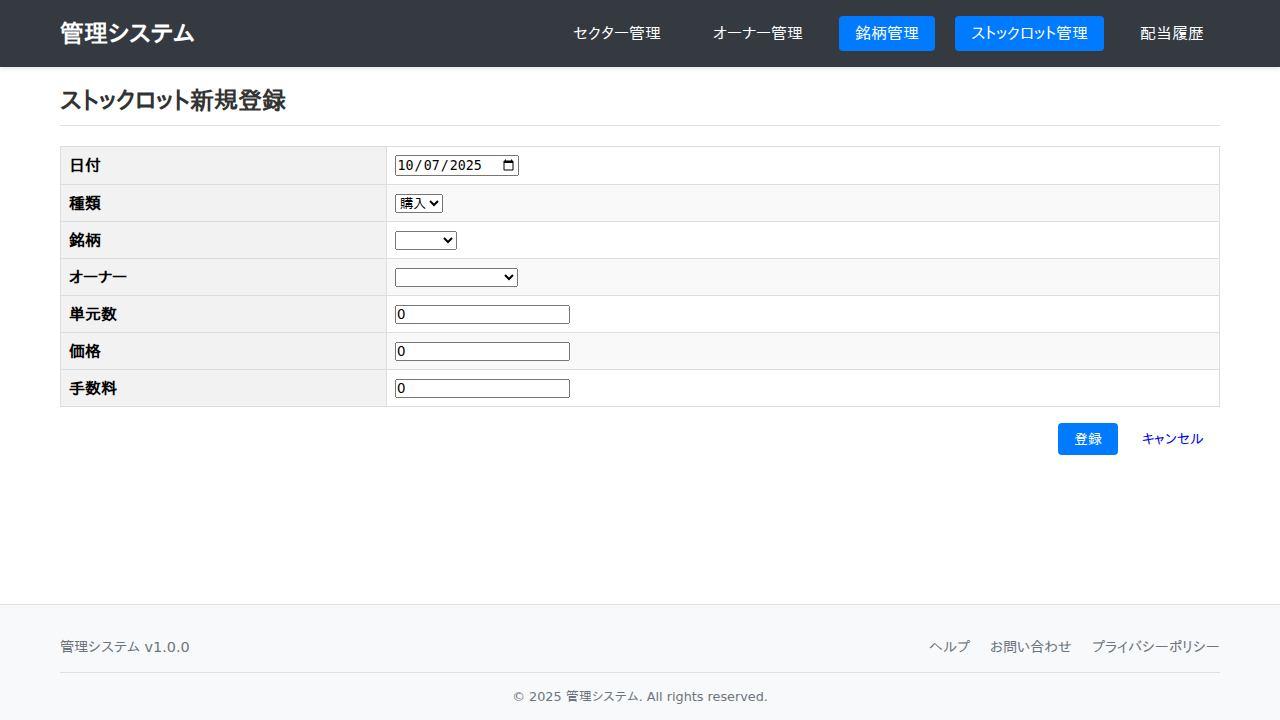 管理システム
セクター管理 オーナー管理 銘柄管理 ストックロット管理 配当履歴
ストックロット新規登録
日付 10/07/2025
種類 購入
銘柄
オーナー
単元数 0
価格 0
手数料 0
登録 キャンセル
管理システム v1.0.0
ヘルプ お問い合わせ プライバシーポリシー
© 2025 管理システム. All rights reserved.